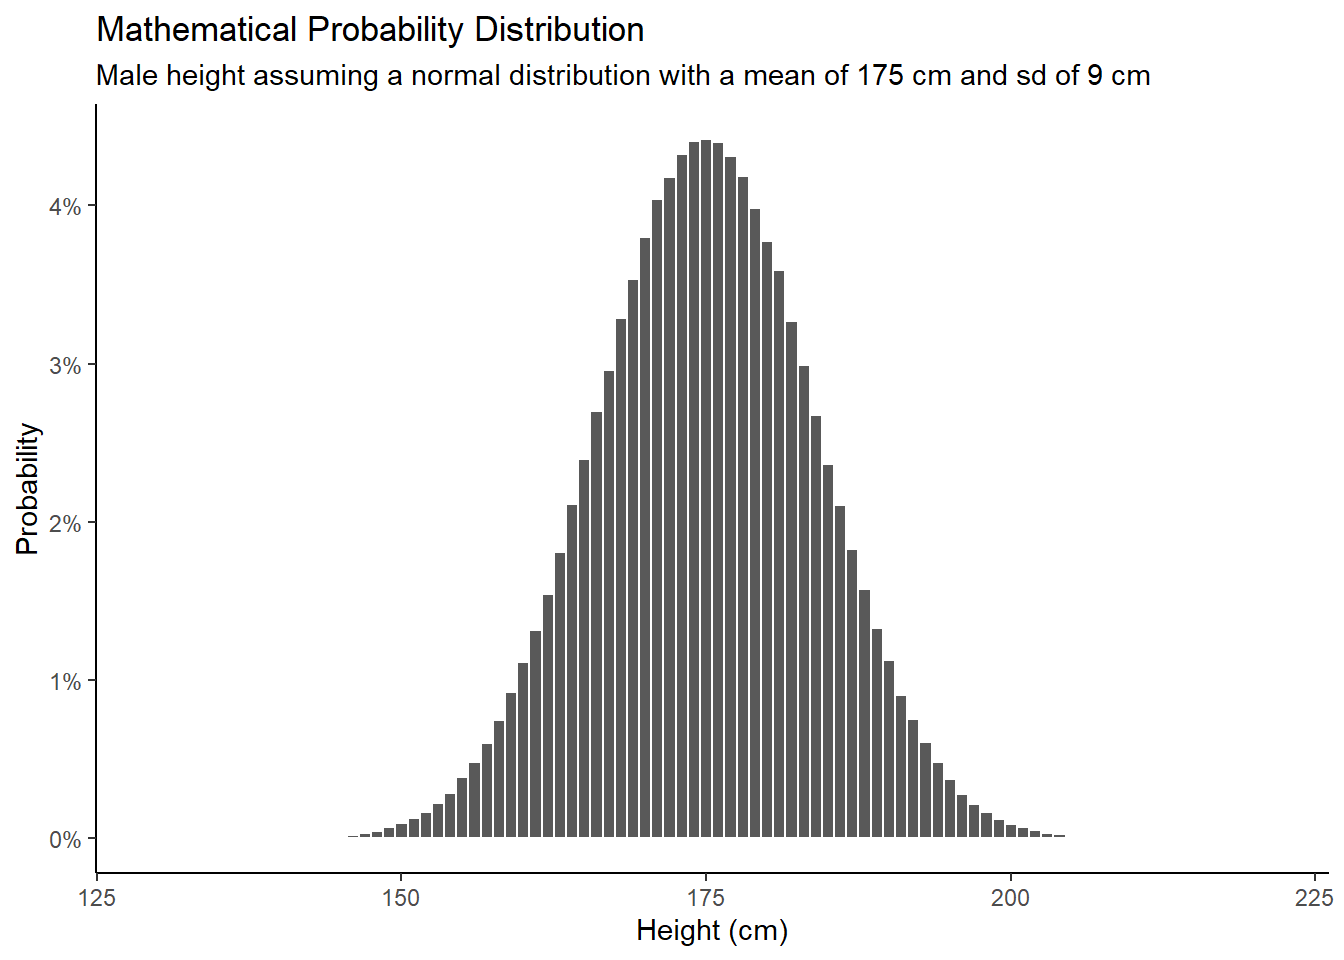 Mathematical Probability Distribution
Male height assuming a normal distribution with a mean of 175 cm and sd of 9 cm
4%
3%
2%
1%
0%
Probability
125 150 175 200 225
Height (cm)